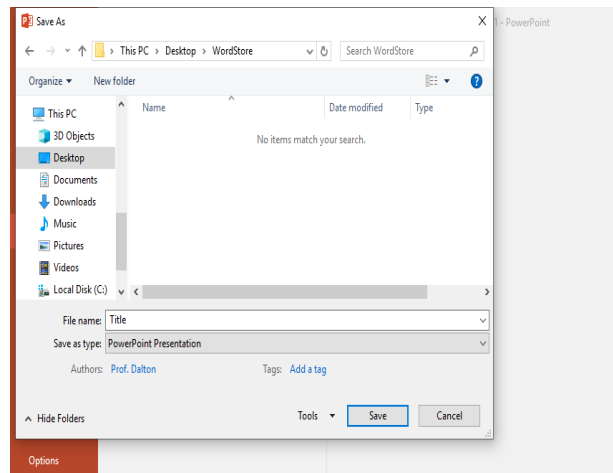 Save As
1 - PowerPoint
This PC > Desktop > WordStore
Search WordStore
Organize
New folder
Name
Date modified
Type
This PC
3D Objects
Desktop
Documents
Downloads
Music
Pictures
Videos
Local Disk (C:)
No items match your search.
File name: Title
Save as type: PowerPoint Presentation
Authors: Prof. Dalton
Tags: Add a tag
Hide Folders
Tools
Save
Cancel
Options